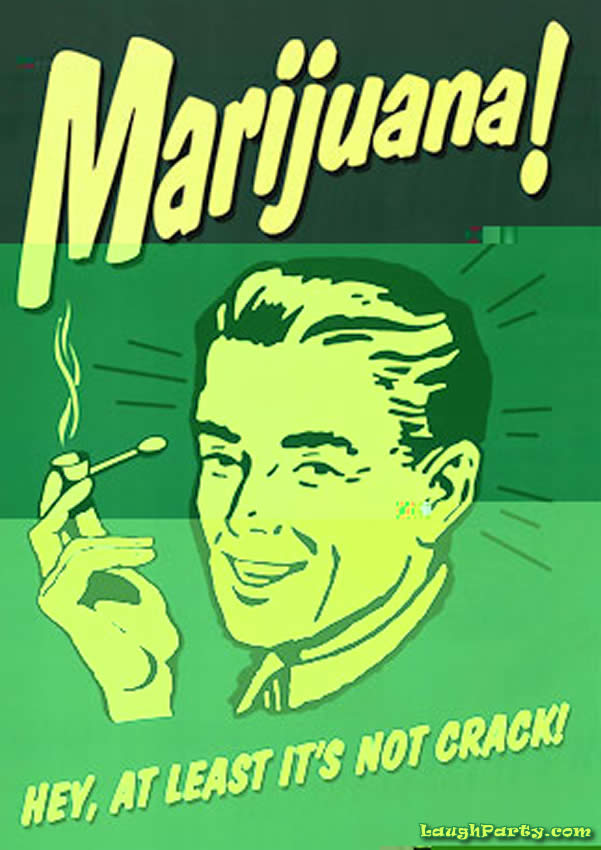 Marijuana!
HEY, AT LEAST IT'S NOT CRACK!
LaughParty.com